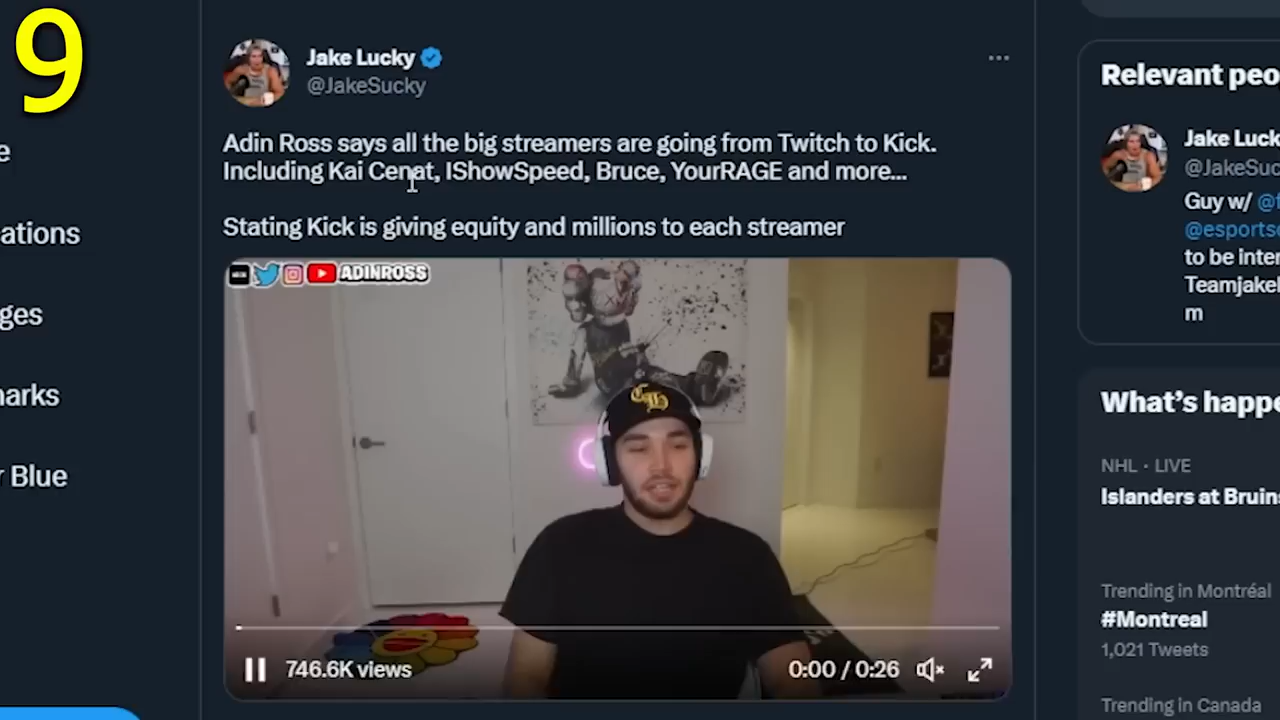 9
e
ations
ges
narks
r Blue
Jake Lucky
@JakeSucky
Adin Ross says all the big streamers are going from Twitch to Kick.
Including Kai Cenat, IShowSpeed, Bruce, YourRAGE and more...
Stating Kick is giving equity and millions to each streamer
ADINROSS
746.6K views
0:00 / 0:26
Relevant peo
Jake Luck
@JakeSuc
Guy w/ @f
@esportsc
to be inter
Teamjakel
m
What's happe
NHL · LIVE
Islanders at Bruins
Trending in Montréal
#Montreal
1,021 Tweets
Trending in Canada